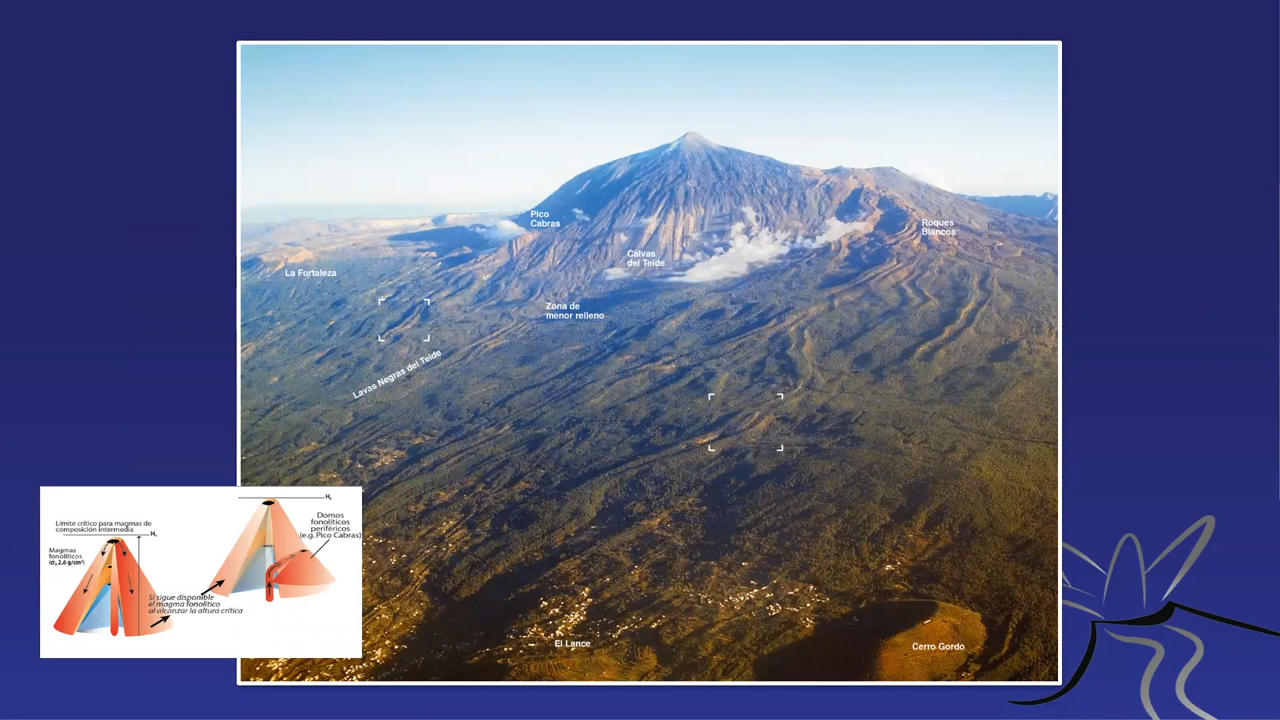 Pico
Cabras
Roques
Blancos
Calvas
del Teide
La Fortaleza
Zona de
menor relleno
Lavas Negras del Teide
El Lance
Cerro Gordo
Límite crítico para magmas de
composición intermedia
Magmas
fonolíticos
Domos
fonolíticos
periféricos
(e.g. Pico Cabras)
Si sigue disponible
el magma fonolítico
al alcanzar la altura crítica